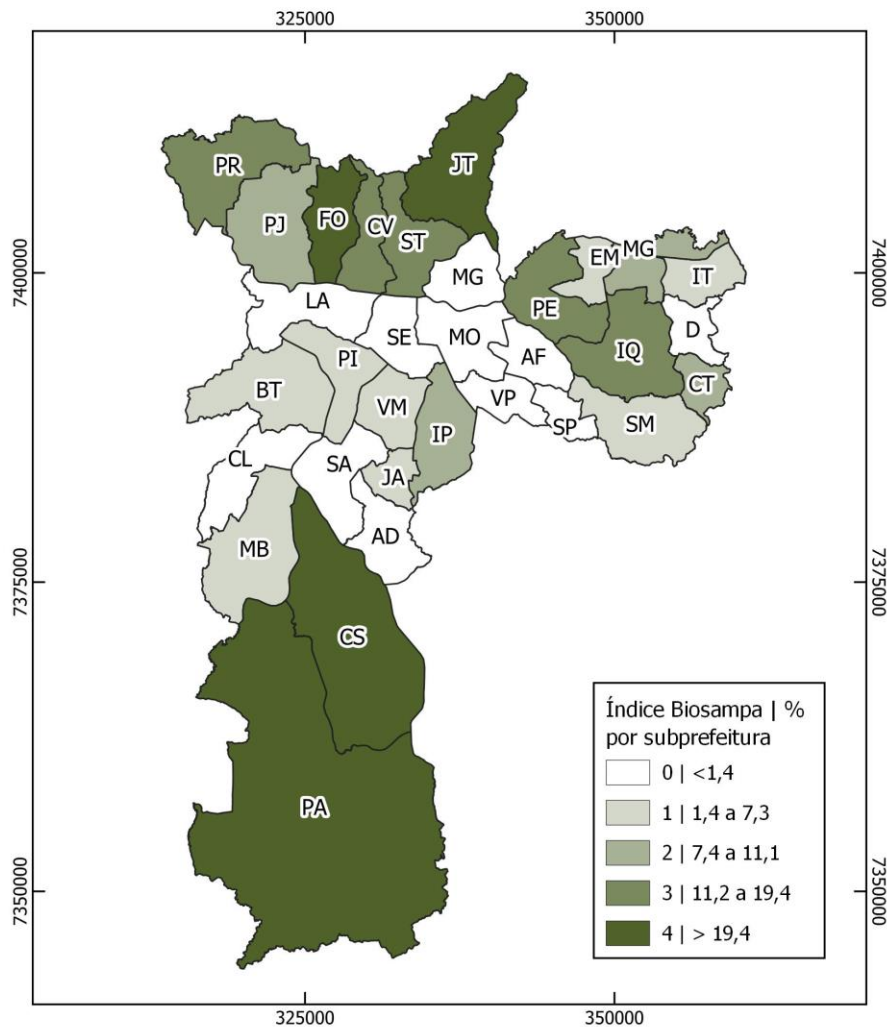 325000
350000
JT
PR
FO
PJ
CV
ST
EM
MG
IT
MG
7400000
7400000
LA
PE
D
SE
MO
IQ
AF
PI
CT
BT
VM
VP
SM
IP
SP
CL
SA
JA
AD
MB
7375000
7375000
CS
Índice Biosampa | %
por subprefeitura
0 | <1,4
1 | 1,4 a 7,3
2 | 7,4 a 11,1
3 | 11,2 a 19,4
4 | > 19,4
PA
7350000
7350000
325000
350000